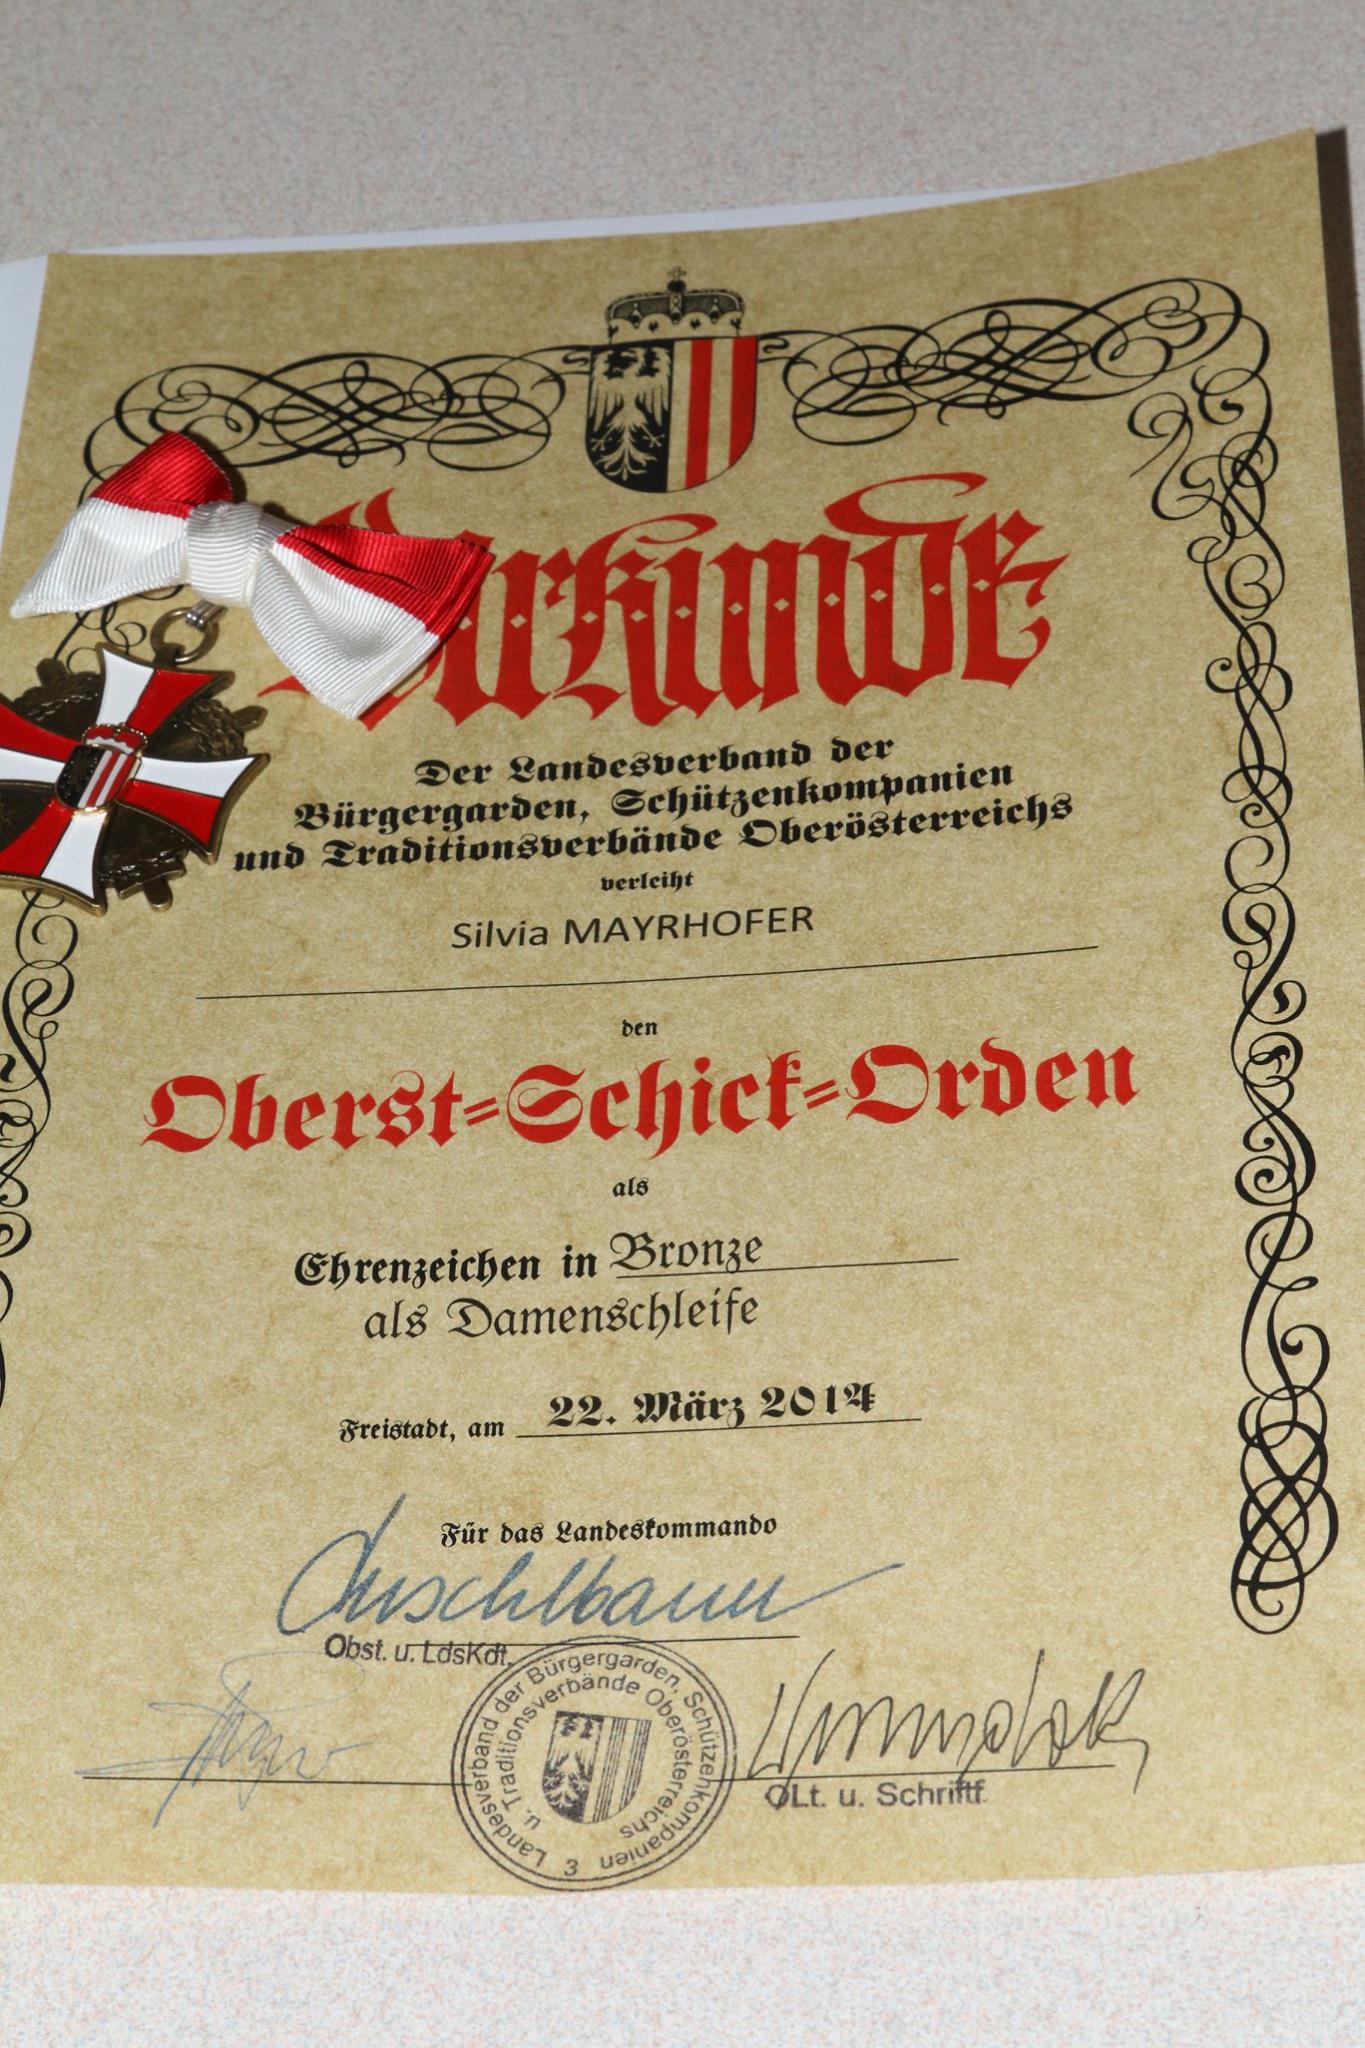 Urkunde
Der Landesverband der
Bürgergarden, Schützenkompanien
und Traditionsverbände Oberösterreichs
verleiht
Silvia MAYRHOFER
den
Oberst=Schick=Orden
als
Ehrenzeichen in Bronze
als Damenschleife
Freistadt, am 22. März 2014
Für das Landeskommando
Obst. u. LdsKdt.
Landesverband der Bürgergarden, Schützenkompanien
u. Traditionsverbände Oberösterreichs
3
OLt. u. Schriftf.